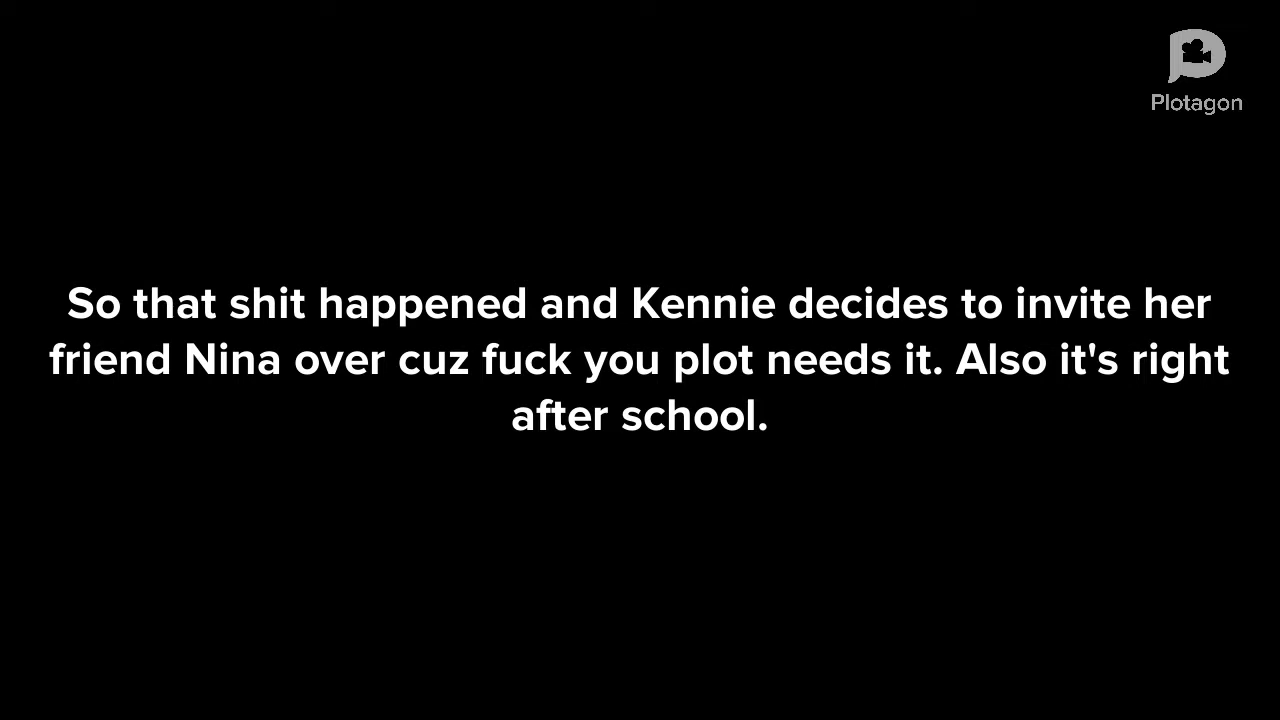 Plotagon
So that shit happened and Kennie decides to invite her
friend Nina over cuz fuck you plot needs it. Also it's right
after school.